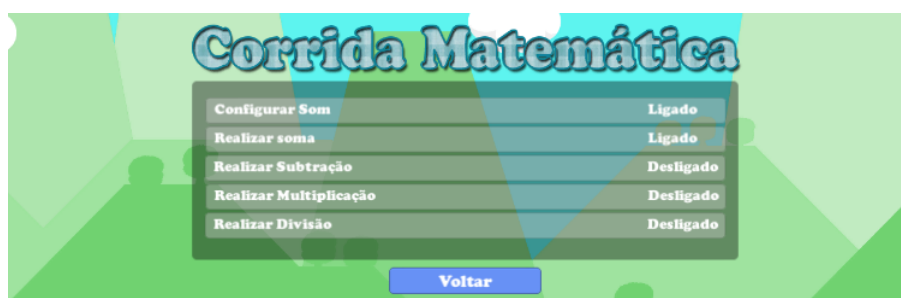 Corrida Matemática
Configurar Som Ligado
Realizar soma Ligado
Realizar Subtração Desligado
Realizar Multiplicação Desligado
Realizar Divisão Desligado
Voltar